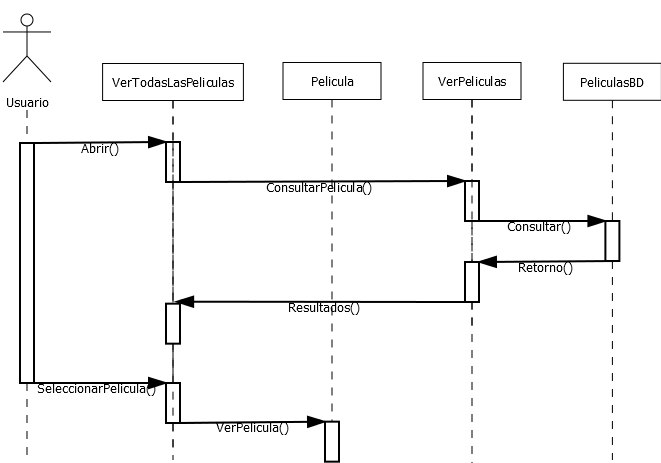 VerTodasLasPeliculas
Pelicula
VerPeliculas
PeliculasBD
Usuario
Abrir()
ConsultarPelicula()
Consultar()
Retorno()
Resultados()
SeleccionarPelicula()
VerPelicula()